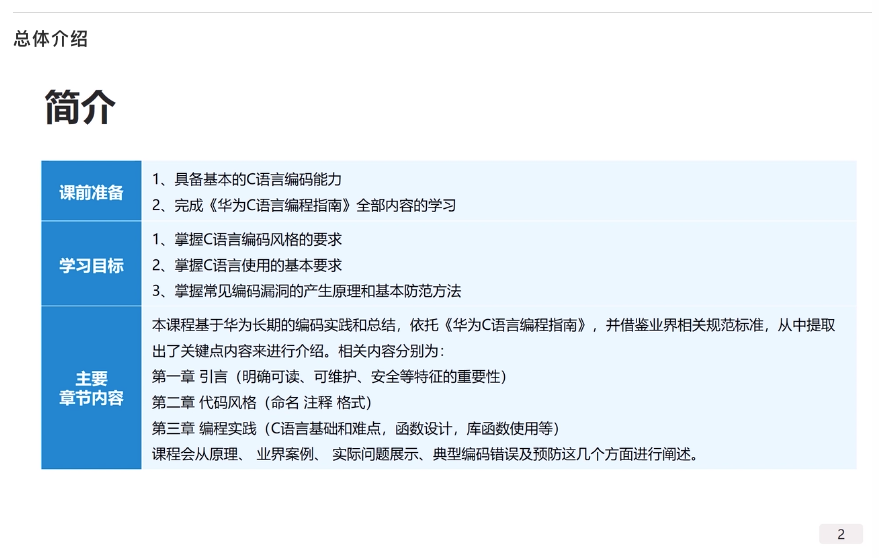 总体介绍
简介
课前准备
1、具备基本的C语言编码能力
2、完成《华为C语言编程指南》全部内容的学习
学习目标
1、掌握C语言编码风格的要求
2、掌握C语言使用的基本要求
3、掌握常见编码漏洞的产生原理和基本防范方法
主要
章节内容
本课程基于华为长期的编码实践和总结，依托《华为C语言编程指南》，并借鉴业界相关规范标准，从中提取
出了关键点内容来进行介绍。相关内容分别为：
第一章 引言（明确可读、可维护、安全等特征的重要性）
第二章 代码风格（命名 注释 格式）
第三章 编程实践（C语言基础和难点，函数设计，库函数使用等）
课程会从原理、 业界案例、 实际问题展示、典型编码错误及预防这几个方面进行阐述。
2